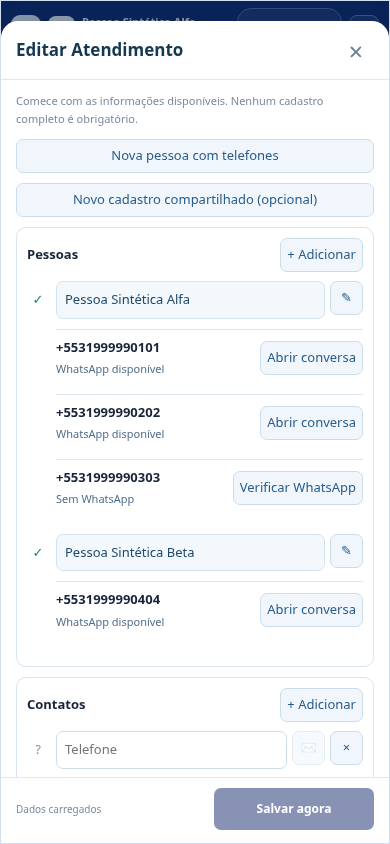 Editar Atendimento
Comece com as informações disponíveis. Nenhum cadastro
completo é obrigatório.
Nova pessoa com telefones
Novo cadastro compartilhado (opcional)
Pessoas
+ Adicionar
Pessoa Sintética Alfa
+5531999990101
WhatsApp disponível
Abrir conversa
+5531999990202
WhatsApp disponível
Abrir conversa
+5531999990303
Sem WhatsApp
Verificar WhatsApp
Pessoa Sintética Beta
+5531999990404
WhatsApp disponível
Abrir conversa
Contatos
+ Adicionar
?
Telefone
Dados carregados
Salvar agora